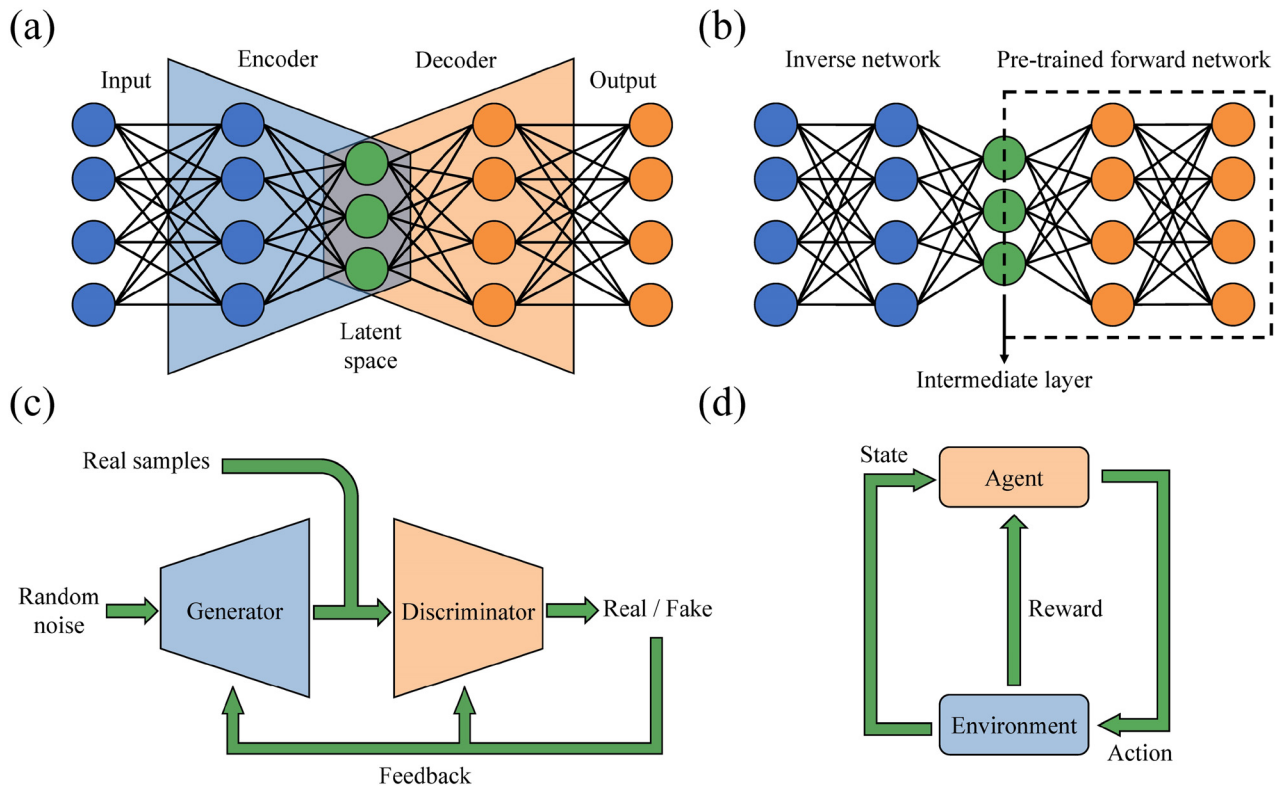 (a)
Input
Encoder
Decoder
Output
Latent
space
(b)
Inverse network
Pre-trained forward network
Intermediate layer
(c)
Real samples
Random
noise
Generator
Discriminator
Real / Fake
Feedback
(d)
State
Agent
Reward
Environment
Action